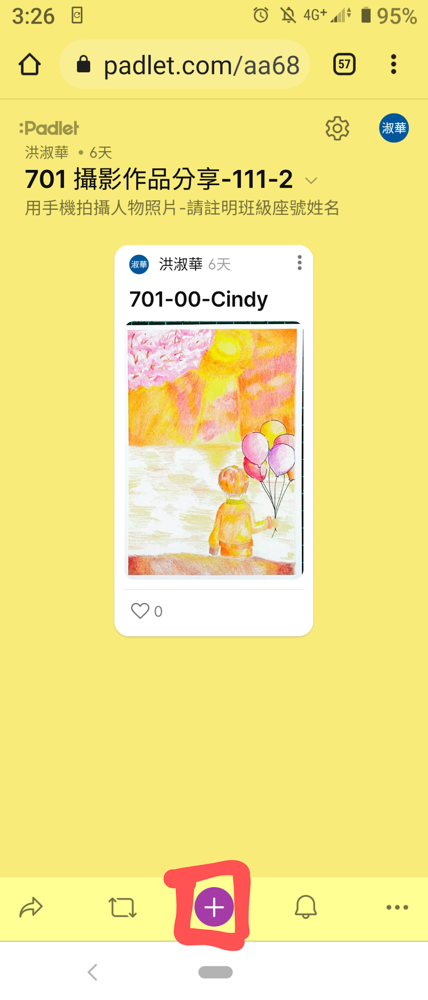 3:26 4G+ 95%
padlet.com/aa68 57
:Padlet 淑華
洪淑華 • 6天
701 攝影作品分享-111-2
用手機拍攝人物照片-請註明班級座號姓名
淑華 洪淑華 6天
701-00-Cindy
0